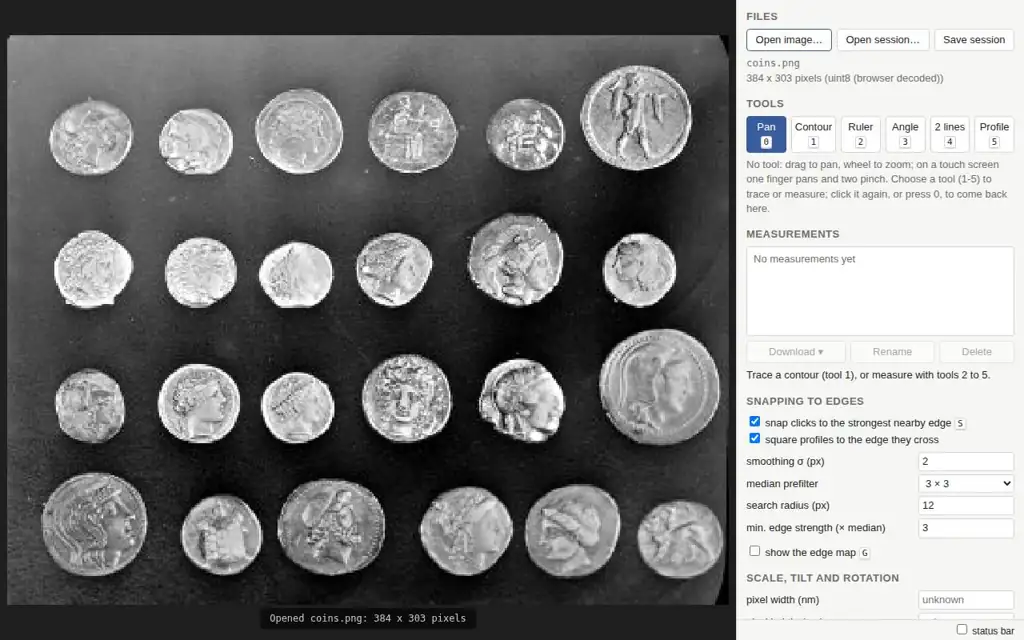 FILES
Open image… Open session… Save session
coins.png
384 x 303 pixels (uint8 (browser decoded))
TOOLS
Pan Contour Ruler Angle 2 lines Profile
0 1 2 3 4 5
No tool: drag to pan, wheel to zoom; on a touch screen
one finger pans and two pinch. Choose a tool (1-5) to
trace or measure; click it again, or press 0, to come back
here.
MEASUREMENTS
No measurements yet
Download ▾ Rename Delete
Trace a contour (tool 1), or measure with tools 2 to 5.
SNAPPING TO EDGES
snap clicks to the strongest nearby edge S
square profiles to the edge they cross
smoothing σ (px) 2
median prefilter 3 × 3
search radius (px) 12
min. edge strength (× median) 3
show the edge map G
SCALE, TILT AND ROTATION
pixel width (nm) unknown
Opened coins.png: 384 x 303 pixels
status bar